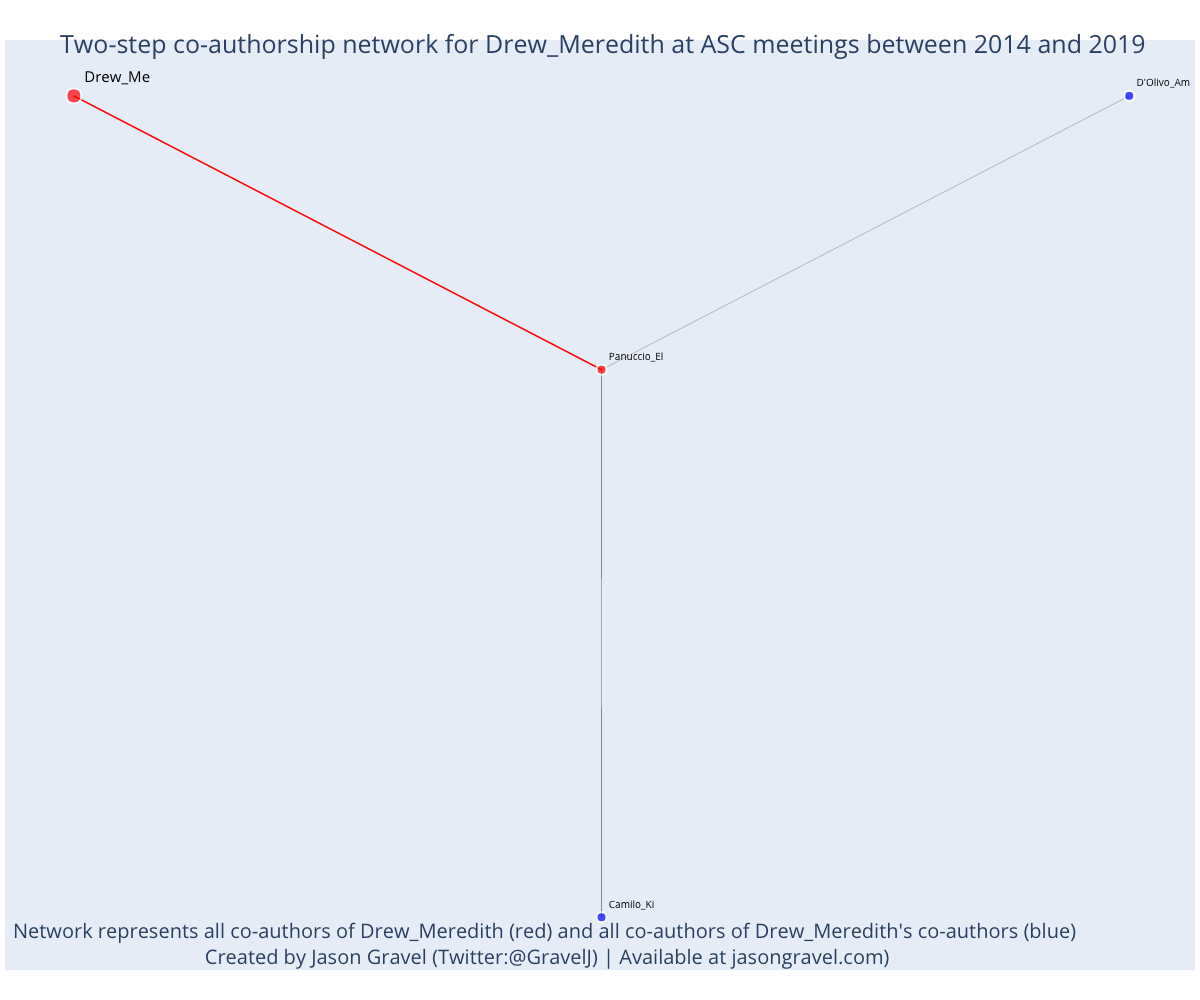 Two-step co-authorship network for Drew_Meredith at ASC meetings between 2014 and 2019
Drew_Me
D'Olivo_Am
Panuccio_El
Camilo_Ki
Network represents all co-authors of Drew_Meredith (red) and all co-authors of Drew_Meredith's co-authors (blue)
Created by Jason Gravel (Twitter:@GravelJ) | Available at jasongravel.com)